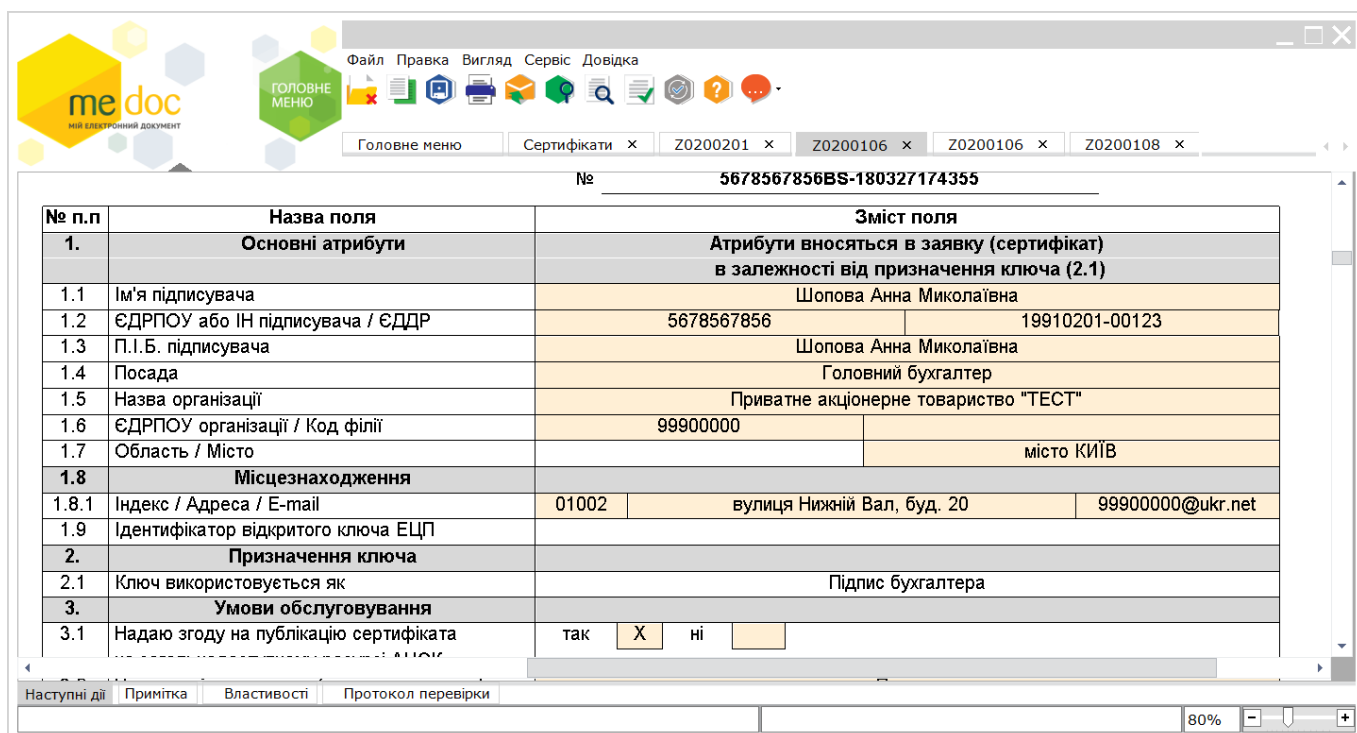 Файл Правка Вигляд Сервіс Довідка
me doc
МІЙ ЕЛЕКТРОННИЙ ДОКУМЕНТ
ГОЛОВНЕ
МЕНЮ
Головне меню Сертифікати × Z0200201 × Z0200106 × Z0200106 × Z0200108 ×
№ 5678567856BS-180327174355
№ п.п Назва поля Зміст поля
1. Основні атрибути Атрибути вносяться в заявку (сертифікат)
в залежності від призначення ключа (2.1)
1.1 Ім'я підписувача Шопова Анна Миколаївна
1.2 ЄДРПОУ або ІН підписувача / ЄДДР 5678567856 19910201-00123
1.3 П.І.Б. підписувача Шопова Анна Миколаївна
1.4 Посада Головний бухгалтер
1.5 Назва організації Приватне акціонерне товариство "ТЕСТ"
1.6 ЄДРПОУ організації / Код філії 99900000
1.7 Область / Місто місто КИЇВ
1.8 Місцезнаходження
1.8.1 Індекс / Адреса / E-mail 01002 вулиця Нижній Вал, буд. 20 99900000@ukr.net
1.9 Ідентифікатор відкритого ключа ЕЦП
2. Призначення ключа
2.1 Ключ використовується як Підпис бухгалтера
3. Умови обслуговування
3.1 Надаю згоду на публікацію сертифіката так X ні
Наступні дії Примітка Властивості Протокол перевірки
80%